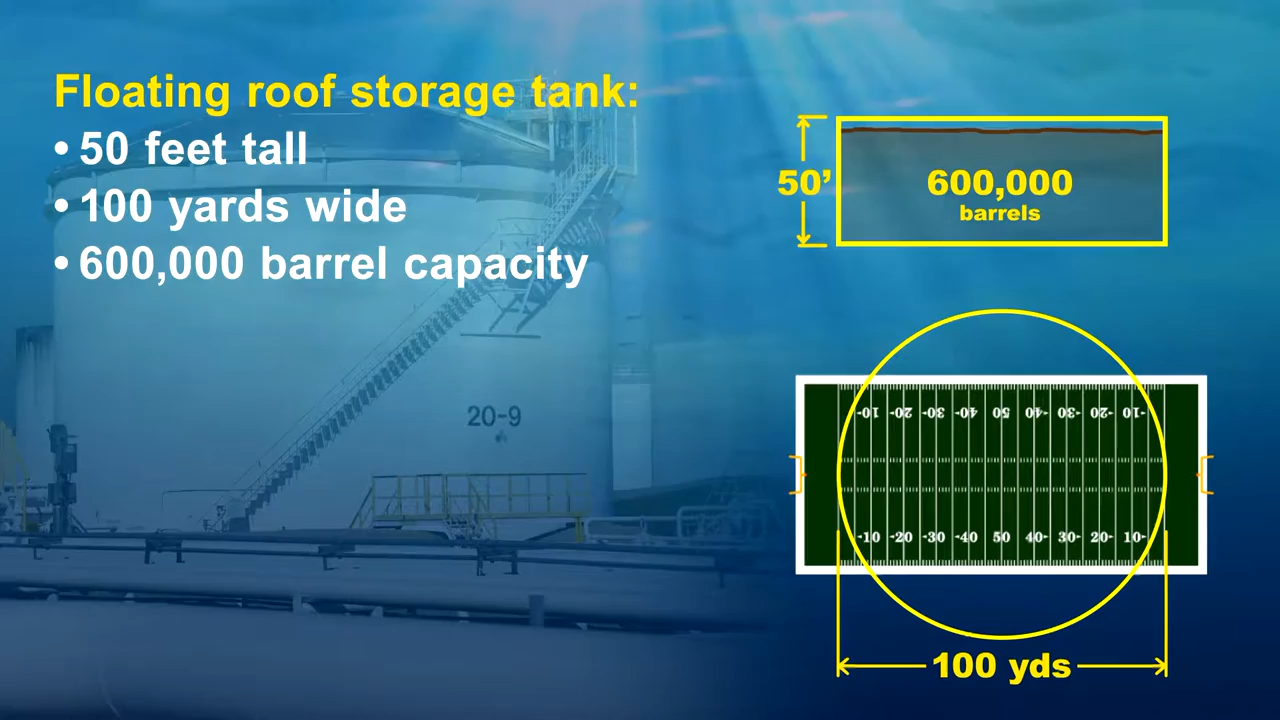 Floating roof storage tank:
• 50 feet tall
• 100 yards wide
• 600,000 barrel capacity
20-9
50’
600,000
barrels
10 20 30 40 50 40 30 20 10
10 20 30 40 50 40 30 20 10
100 yds